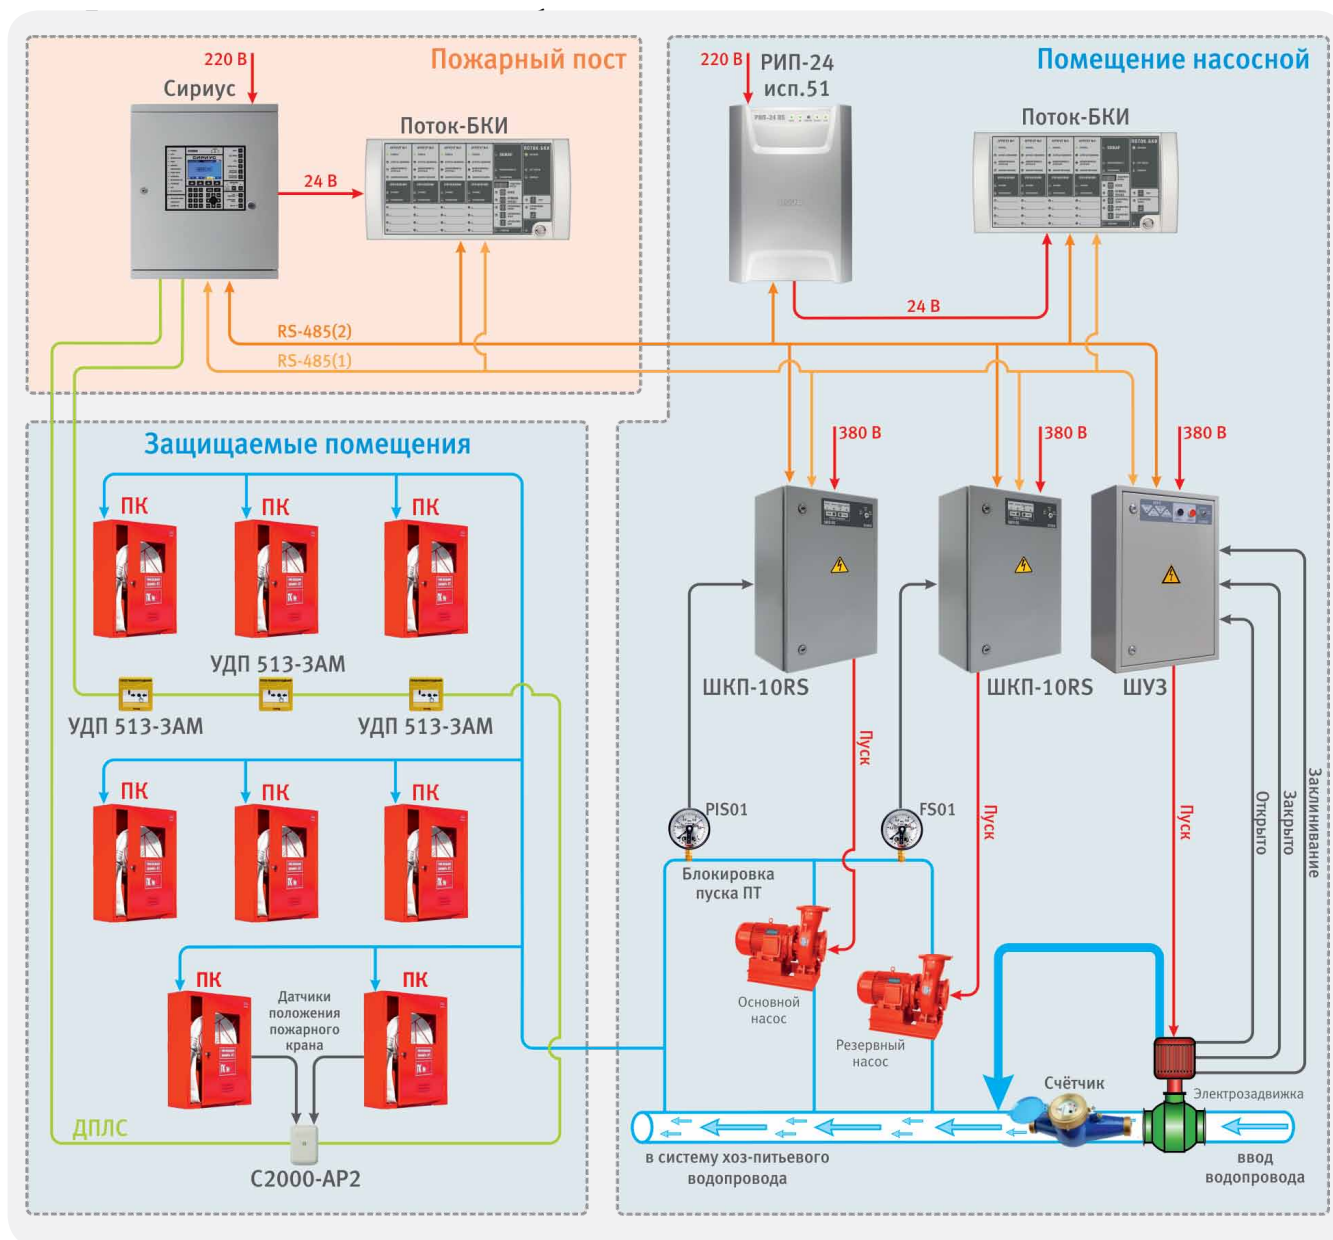 Пожарный пост
220 В
Сириус
Поток-БКИ
24 В
RS-485(2)
RS-485(1)
Помещение насосной
220 В
РИП-24
исп.51
Поток-БКИ
24 В
380 В
380 В
380 В
ШКП-10RS
ШКП-10RS
ШУЗ
Пуск
Пуск
Пуск
Открыто
Закрыто
Заклинивание
PIS01
FS01
Блокировка
пуска ПТ
Основной
насос
Резервный
насос
Счётчик
Электрозадвижка
в систему хоз-питьевого
водопровода
ввод
водопровода
Защищаемые помещения
ПК
ПК
ПК
УДП 513-3АМ
УДП 513-3АМ
УДП 513-3АМ
ПК
ПК
ПК
ПК
ПК
Датчики
положения
пожарного
крана
ДПЛС
С2000-АР2